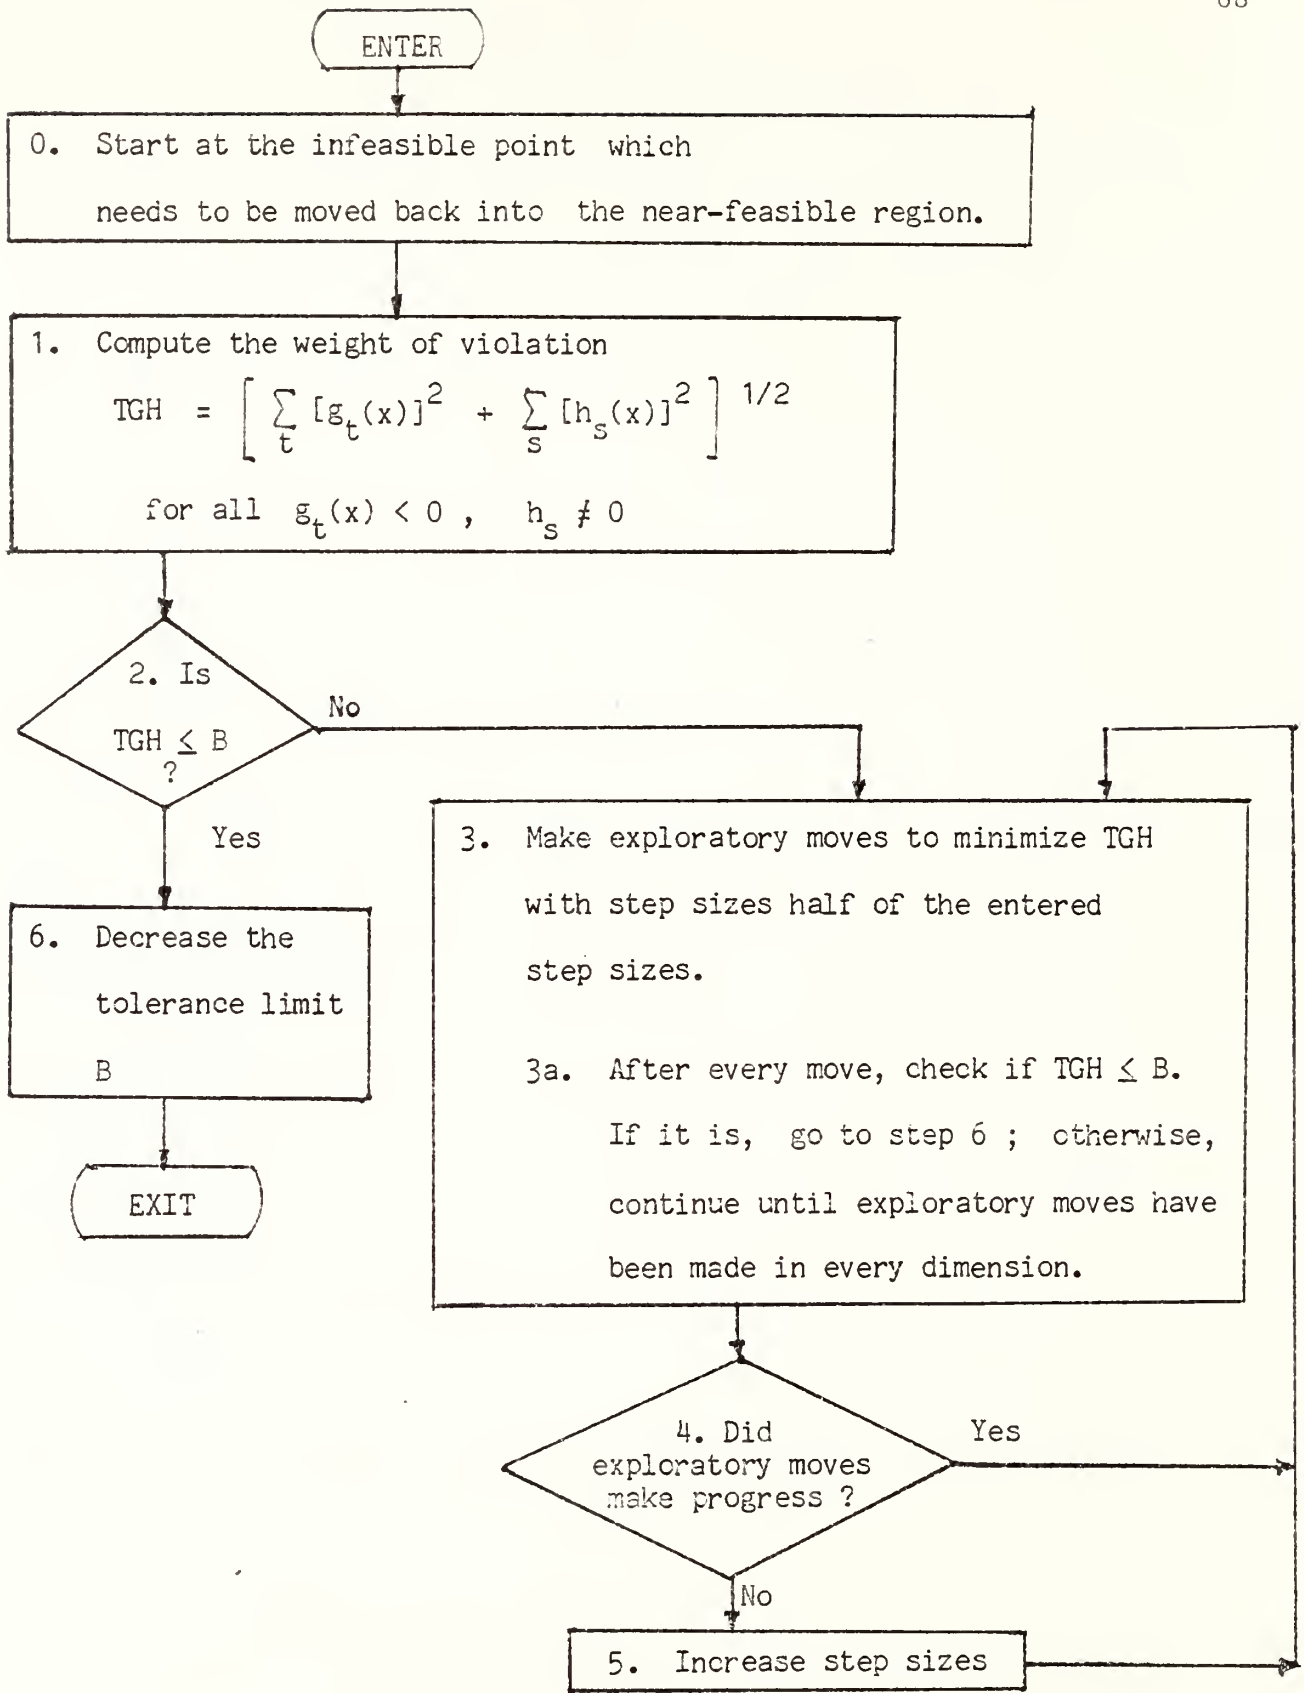 ENTER
0. Start at the infeasible point which
needs to be moved back into the near-feasible region.
1. Compute the weight of violation
TGH = [ ∑_t [g_t(x)]^2 + ∑_s [h_s(x)]^2 ]^1/2
for all g_t(x) < 0 , h_s ≠ 0
2. Is
TGH ≤ B
?
No
Yes
3. Make exploratory moves to minimize TGH
with step sizes half of the entered
step sizes.
3a. After every move, check if TGH ≤ B.
If it is, go to step 6 ; otherwise,
continue until exploratory moves have
been made in every dimension.
6. Decrease the
tolerance limit
B
EXIT
4. Did
exploratory moves
make progress ?
Yes
No
5. Increase step sizes